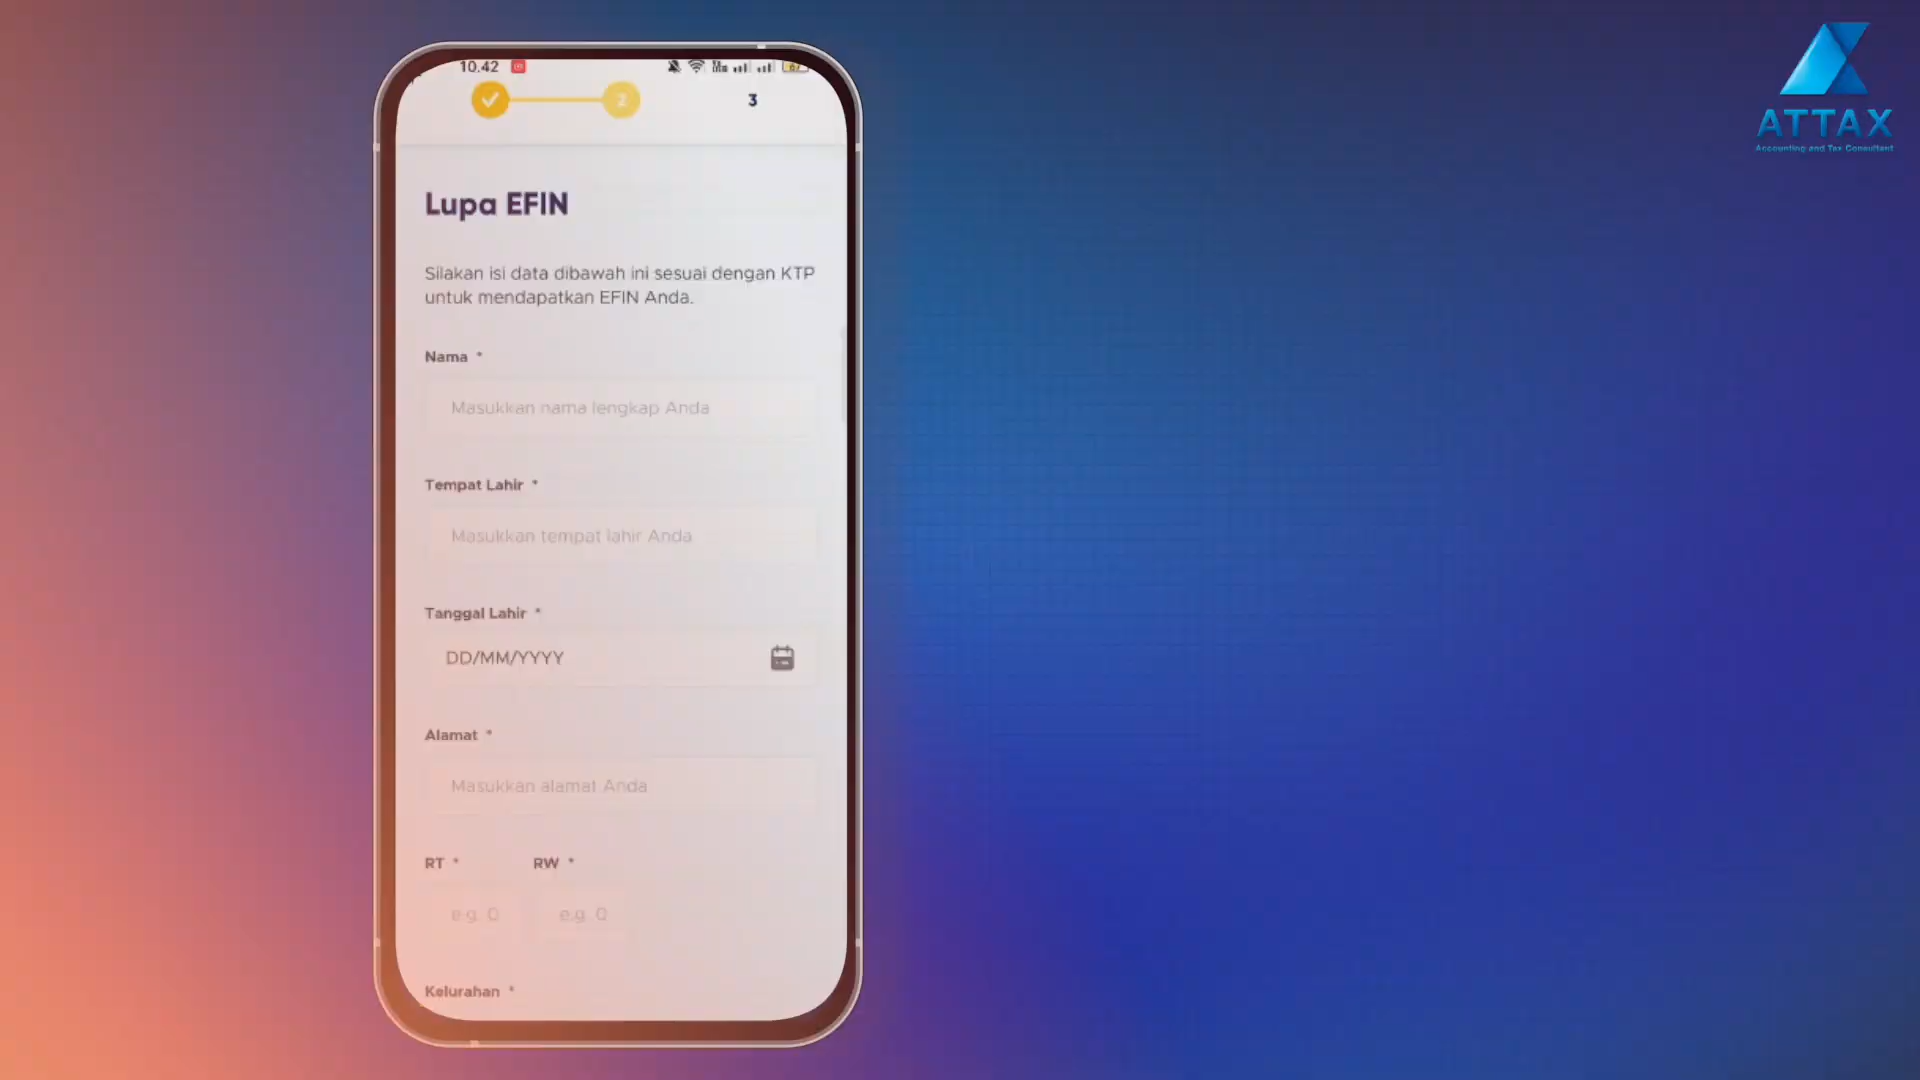 10.42
2
3
Lupa EFIN
Silakan isi data dibawah ini sesuai dengan KTP
untuk mendapatkan EFIN Anda.
Nama *
Masukkan nama lengkap Anda
Tempat Lahir *
Masukkan tempat lahir Anda
Tanggal Lahir *
DD/MM/YYYY
Alamat *
Masukkan alamat Anda
RT * RW *
e.g. 0 e.g. 0
Kelurahan *
ATTAX
Accounting and Tax Consultant